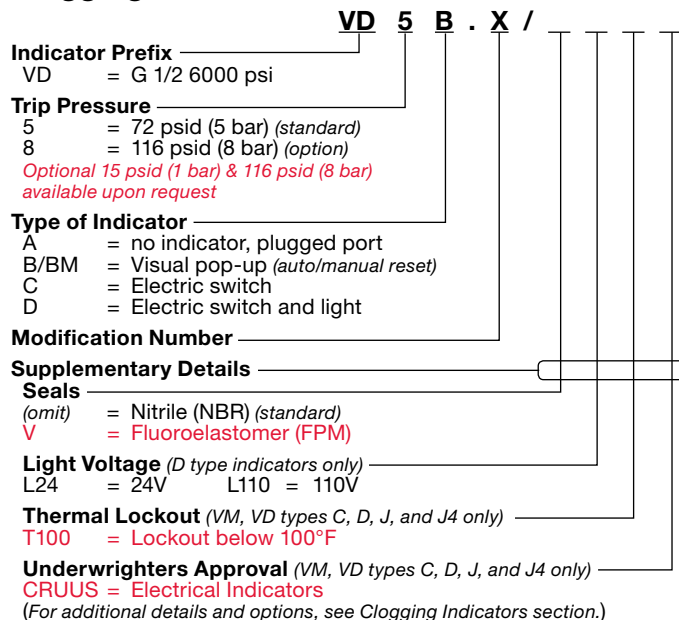 VD 5 B . X /
Indicator Prefix
VD = G 1/2 6000 psi
Trip Pressure
5 = 72 psid (5 bar) (standard)
8 = 116 psid (8 bar) (option)
Optional 15 psid (1 bar) & 116 psid (8 bar)
available upon request
Type of Indicator
A = no indicator, plugged port
B/BM = Visual pop-up (auto/manual reset)
C = Electric switch
D = Electric switch and light
Modification Number
Supplementary Details
Seals
(omit) = Nitrile (NBR) (standard)
V = Fluoroelastomer (FPM)
Light Voltage (D type indicators only)
L24 = 24V L110 = 110V
Thermal Lockout (VM, VD types C, D, J, and J4 only)
T100 = Lockout below 100°F
Underwrighters Approval (VM, VD types C, D, J, and J4 only)
CRUUS = Electrical Indicators
(For additional details and options, see Clogging Indicators section.)